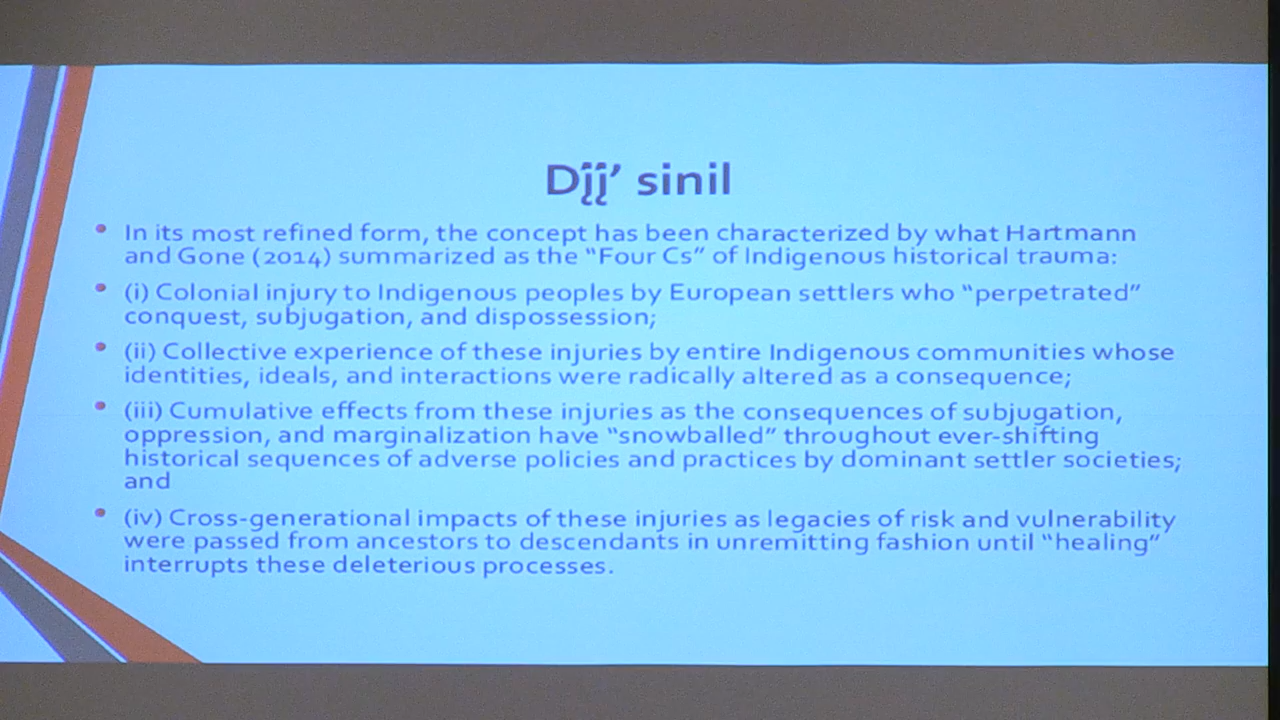 Dį̂į̂’ sinil
• In its most refined form, the concept has been characterized by what Hartmann
and Gone (2014) summarized as the “Four Cs” of Indigenous historical trauma:
• (i) Colonial injury to Indigenous peoples by European settlers who “perpetrated”
conquest, subjugation, and dispossession;
• (ii) Collective experience of these injuries by entire Indigenous communities whose
identities, ideals, and interactions were radically altered as a consequence;
• (iii) Cumulative effects from these injuries as the consequences of subjugation,
oppression, and marginalization have “snowballed” throughout ever-shifting
historical sequences of adverse policies and practices by dominant settler societies;
and
• (iv) Cross-generational impacts of these injuries as legacies of risk and vulnerability
were passed from ancestors to descendants in unremitting fashion until “healing”
interrupts these deleterious processes.